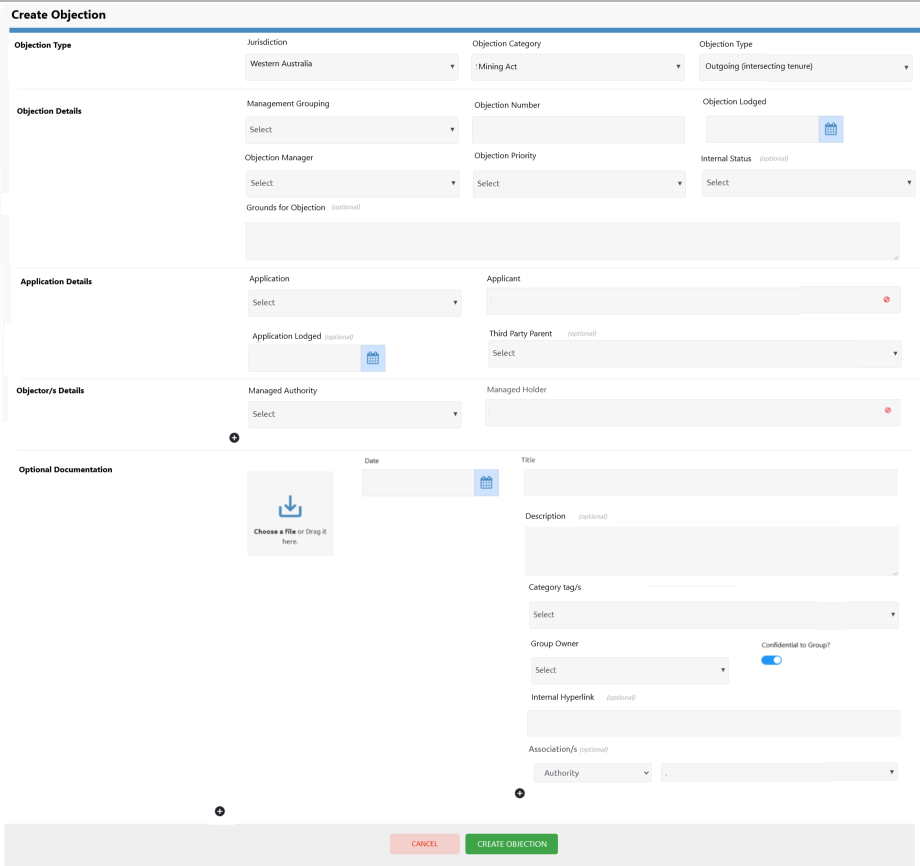 Create Objection
Objection Type
Jurisdiction
Objection Category
Objection Type
Western Australia
Mining Act
Outgoing (intersecting tenure)
Objection Details
Management Grouping
Objection Number
Objection Lodged
Select
Objection Manager
Objection Priority
Internal Status (optional)
Select
Select
Select
Grounds for Objection (optional)
Application Details
Application
Applicant
Select
Application Lodged (optional)
Third Party Parent (optional)
Select
Objector/s Details
Managed Authority
Managed Holder
Select
Optional Documentation
Date
Title
Choose a file or Drag it
here.
Description (optional)
Category tag/s
Select
Group Owner
Confidential to Group?
Select
Internal Hyperlink (optional)
Association/s (optional)
Authority
CANCEL
CREATE OBJECTION